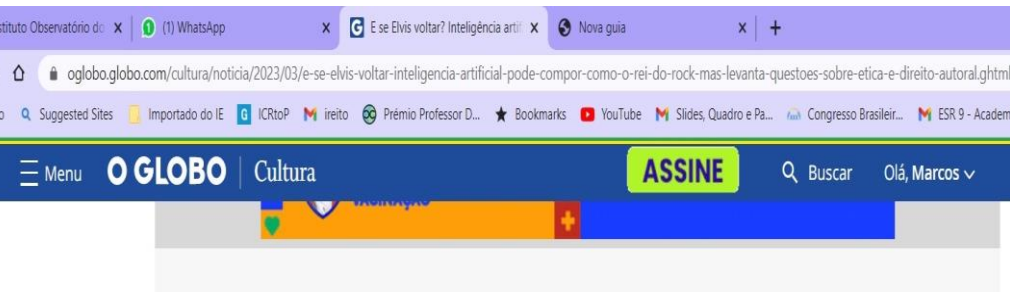 stituto Observatório do
(1) WhatsApp
E se Elvis voltar? Inteligência artif
Nova guia
oglobo.globo.com/cultura/noticia/2023/03/e-se-elvis-voltar-inteligencia-artificial-pode-compor-como-o-rei-do-rock-mas-levanta-questoes-sobre-etica-e-direito-autoral.ghtml
o Suggested Sites Importado do IE ICRtoP ireito Prémio Professor D... Bookmarks YouTube Slides, Quadro e Pa... Congresso Brasileir... ESR 9 - Academ
Menu O GLOBO Cultura ASSINE Buscar Olá, Marcos
VACINAÇÃO